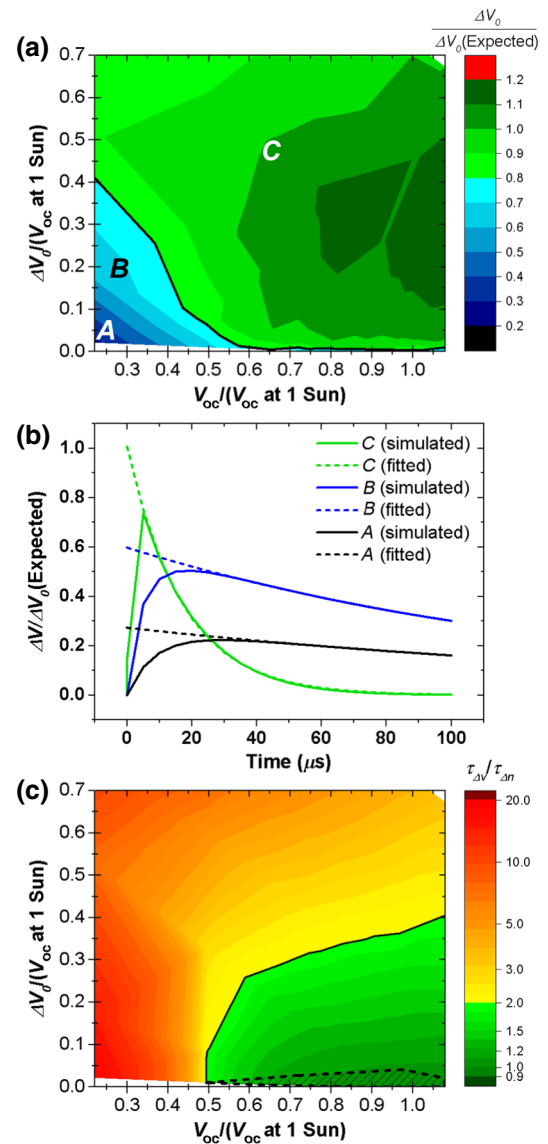 (a)
ΔV₀
ΔV₀(Expected)
0.7
0.6
0.5
0.4
0.3
0.2
0.1
0.0
ΔV₀/(Voc at 1 Sun)
C
B
A
1.2
1.1
1.0
0.9
0.8
0.7
0.6
0.5
0.4
0.3
0.2
0.3 0.4 0.5 0.6 0.7 0.8 0.9 1.0
Voc/(Voc at 1 Sun)
(b)
1.0
0.8
0.6
0.4
0.2
0.0
ΔV/ΔV₀(Expected)
C (simulated)
C (fitted)
B (simulated)
B (fitted)
A (simulated)
A (fitted)
0 20 40 60 80 100
Time (μs)
(c)
τΔv/τΔn
0.7
0.6
0.5
0.4
0.3
0.2
0.1
0.0
ΔV₀/(Voc at 1 Sun)
20.0
10.0
5.0
3.0
2.0
1.5
1.2
1.0
0.9
0.3 0.4 0.5 0.6 0.7 0.8 0.9 1.0
Voc/(Voc at 1 Sun)